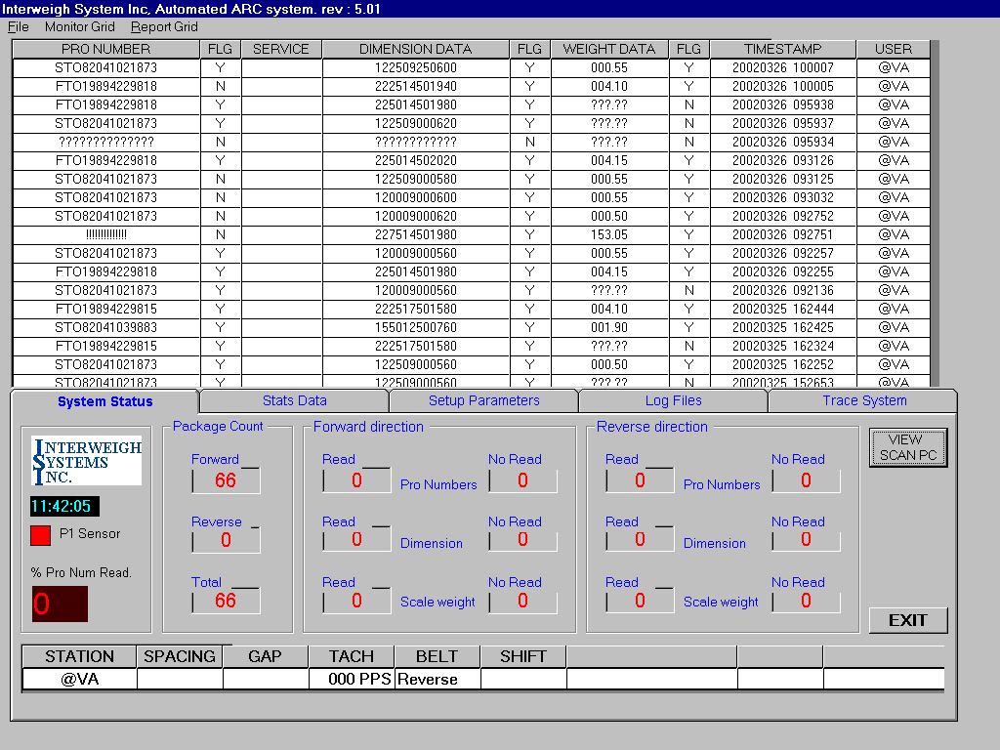 Interweigh System Inc, Automated ARC system. rev : 5.01
File Monitor Grid Report Grid
PRO NUMBER FLG SERVICE DIMENSION DATA FLG WEIGHT DATA FLG TIMESTAMP USER
STO82041021873 Y 122509250600 Y 000.55 Y 20020326 100007 @VA
FTO19894229818 N 222514501940 Y 004.10 Y 20020326 100005 @VA
FTO19894229818 Y 225014501980 Y ???.?? N 20020326 095938 @VA
STO82041021873 Y 122509000620 Y ???.?? N 20020326 095937 @VA
?????????????? N ???????????? N ???.?? N 20020326 095934 @VA
FTO19894229818 Y 225014502020 Y 004.15 Y 20020326 093126 @VA
STO82041021873 N 122509000580 Y 000.55 Y 20020326 093125 @VA
STO82041021873 N 120009000600 Y 000.55 Y 20020326 093032 @VA
STO82041021873 N 120009000620 Y 000.50 Y 20020326 092752 @VA
!!!!!!!!!!!!!! N 227514501980 Y 153.05 Y 20020326 092751 @VA
STO82041021873 Y 120009000560 Y 000.55 Y 20020326 092257 @VA
FTO19894229818 Y 225014501980 Y 004.15 Y 20020326 092255 @VA
STO82041021873 Y 120009000560 Y ???.?? N 20020326 092136 @VA
FTO19894229815 Y 222517501580 Y 004.10 Y 20020325 162444 @VA
STO82041039883 Y 155012500760 Y 001.90 Y 20020325 162425 @VA
FTO19894229815 Y 222517501580 Y ???.?? N 20020325 162324 @VA
STO82041021873 Y 122509000560 Y 000.50 Y 20020325 162252 @VA
STO82041021873 Y 122509000560 Y ???.?? N 20020325 152653 @VA
System Status Stats Data Setup Parameters Log Files Trace System
Package Count Forward direction Reverse direction
INTERWEIGH
SYSTEMS
INC.
11:42:05
P1 Sensor
% Pro Num Read.
0
Forward
66
Reverse
0
Total
66
Read No Read
0 Pro Numbers 0
Read No Read
0 Dimension 0
Read No Read
0 Scale weight 0
Read No Read
0 Pro Numbers 0
Read No Read
0 Dimension 0
Read No Read
0 Scale weight 0
VIEW
SCAN PC
EXIT
STATION SPACING GAP TACH BELT SHIFT
@VA 000 PPS Reverse